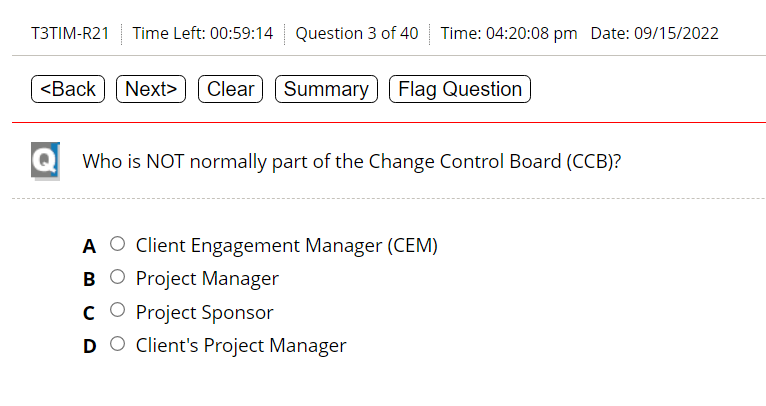 T3TIM-R21 Time Left: 00:59:14 Question 3 of 40 Time: 04:20:08 pm Date: 09/15/2022
<Back Next> Clear Summary Flag Question
Q Who is NOT normally part of the Change Control Board (CCB)?
A Client Engagement Manager (CEM)
B Project Manager
C Project Sponsor
D Client's Project Manager